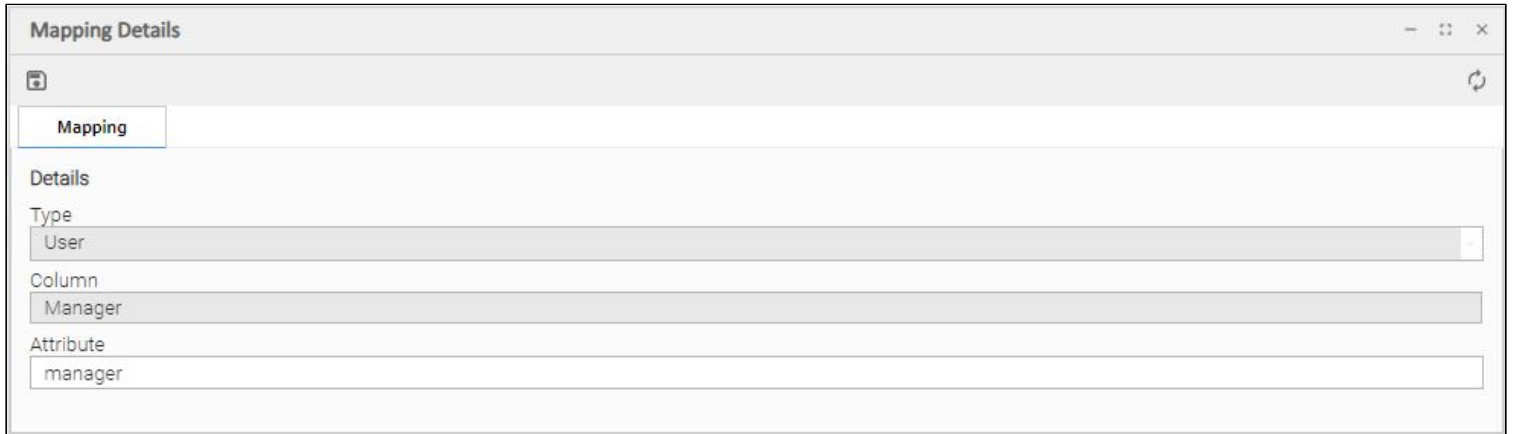 Mapping Details
Mapping
Details
Type
User
Column
Manager
Attribute
manager